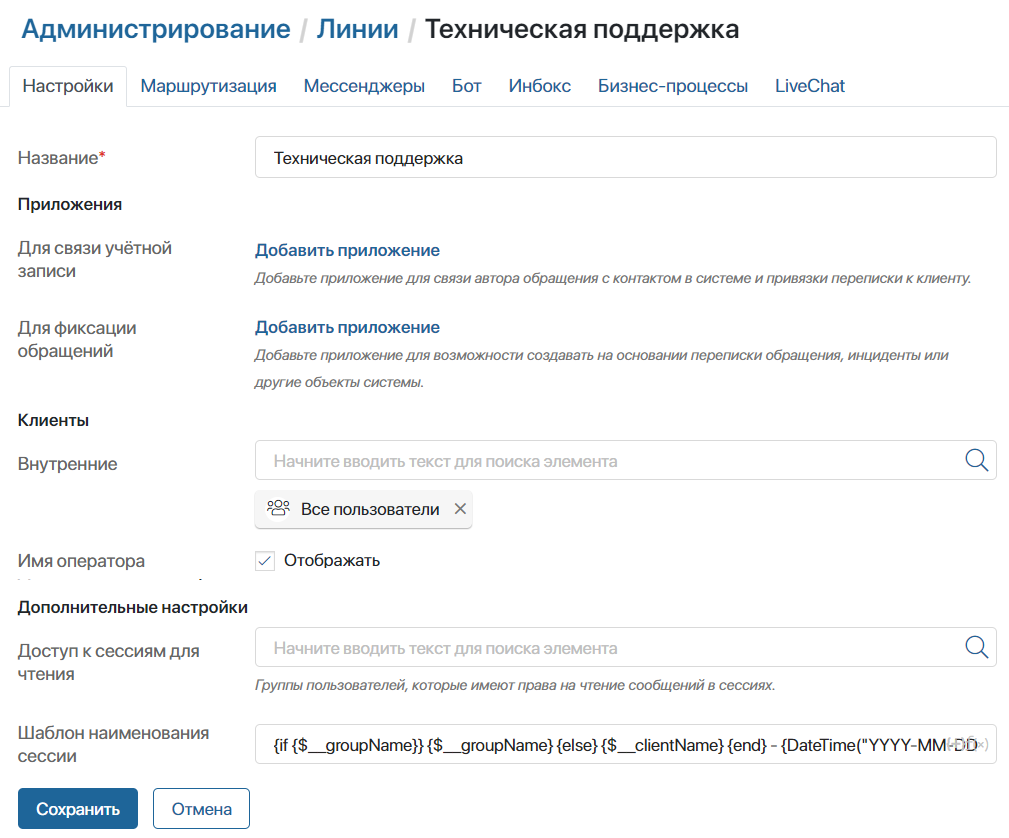 Администрирование / Линии / Техническая поддержка
Настройки Маршрутизация Мессенджеры Бот Инбокс Бизнес-процессы LiveChat
Название* Техническая поддержка
Приложения
Для связи учётной записи
Добавить приложение
Добавьте приложение для связи автора обращения с контактом в системе и привязки переписки к клиенту.
Для фиксации обращений
Добавить приложение
Добавьте приложение для возможности создавать на основании переписки обращения, инциденты или
другие объекты системы.
Клиенты
Внутренние
Начните вводить текст для поиска элемента
Все пользователи
Имя оператора
Отображать
Дополнительные настройки
Доступ к сессиям для
чтения
Начните вводить текст для поиска элемента
Группы пользователей, которые имеют права на чтение сообщений в сессиях.
Шаблон наименования
сессии
{if {$__groupName}} {$__groupName} {else} {$__clientName} {end} - {DateTime("YYYY-MM-DD
Сохранить Отмена